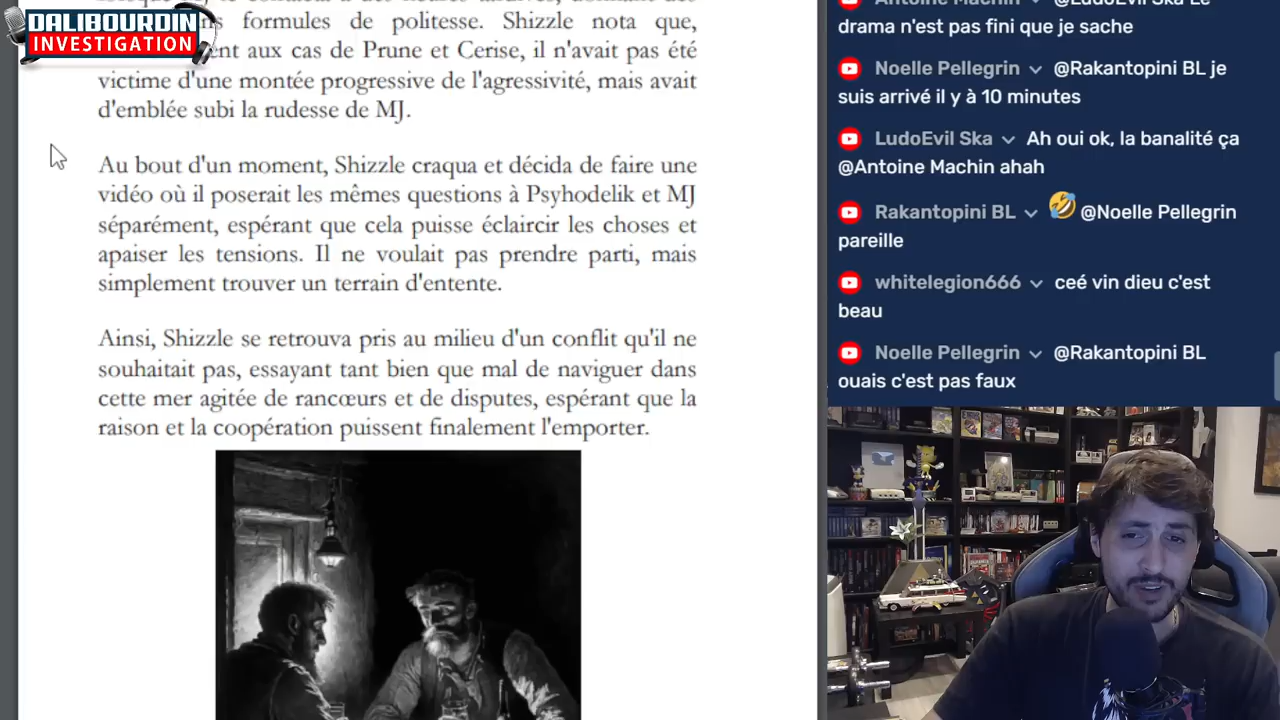 DALIBOURDIN
INVESTIGATION
formules de politesse. Shizzle nota que,
aux cas de Prune et Cerise, il n'avait pas été
victime d'une montée progressive de l'agressivité, mais avait
d'emblée subi la rudesse de MJ.
Au bout d'un moment, Shizzle craqua et décida de faire une
vidéo où il poserait les mêmes questions à Psyhodelik et MJ
séparément, espérant que cela puisse éclaircir les choses et
apaiser les tensions. Il ne voulait pas prendre parti, mais
simplement trouver un terrain d'entente.
Ainsi, Shizzle se retrouva pris au milieu d'un conflit qu'il ne
souhaitait pas, essayant tant bien que mal de naviguer dans
cette mer agitée de rancœurs et de disputes, espérant que la
raison et la coopération puissent finalement l'emporter.
Antoine Machin @LudoEvil Ska Le
drama n'est pas fini que je sache
Noelle Pellegrin @Rakantopini BL je
suis arrivé il y à 10 minutes
LudoEvil Ska Ah oui ok, la banalité ça
@Antoine Machin ahah
Rakantopini BL 🤣 @Noelle Pellegrin
pareille
whitelegion666 ceé vin dieu c'est
beau
Noelle Pellegrin @Rakantopini BL
ouais c'est pas faux